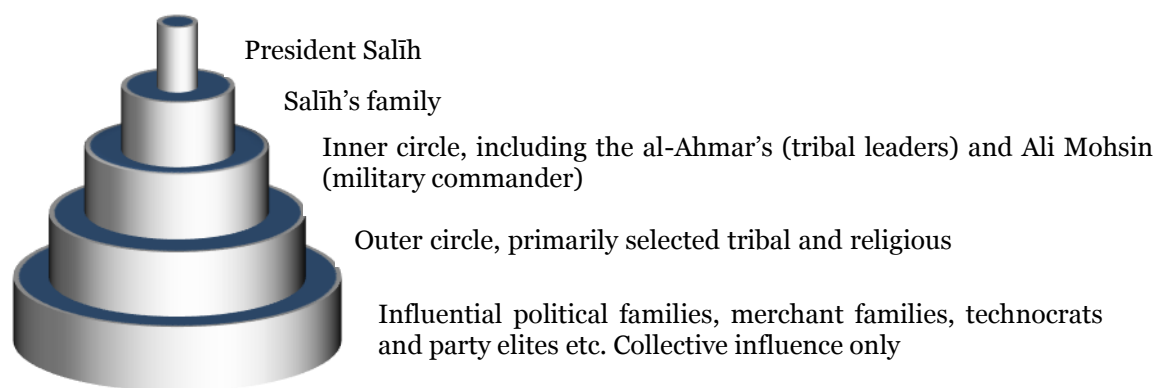 President Salīh
Salīh's family
Inner circle, including the al-Ahmar's (tribal leaders) and Ali Mohsin
(military commander)
Outer circle, primarily selected tribal and religious
Influential political families, merchant families, technocrats
and party elites etc. Collective influence only